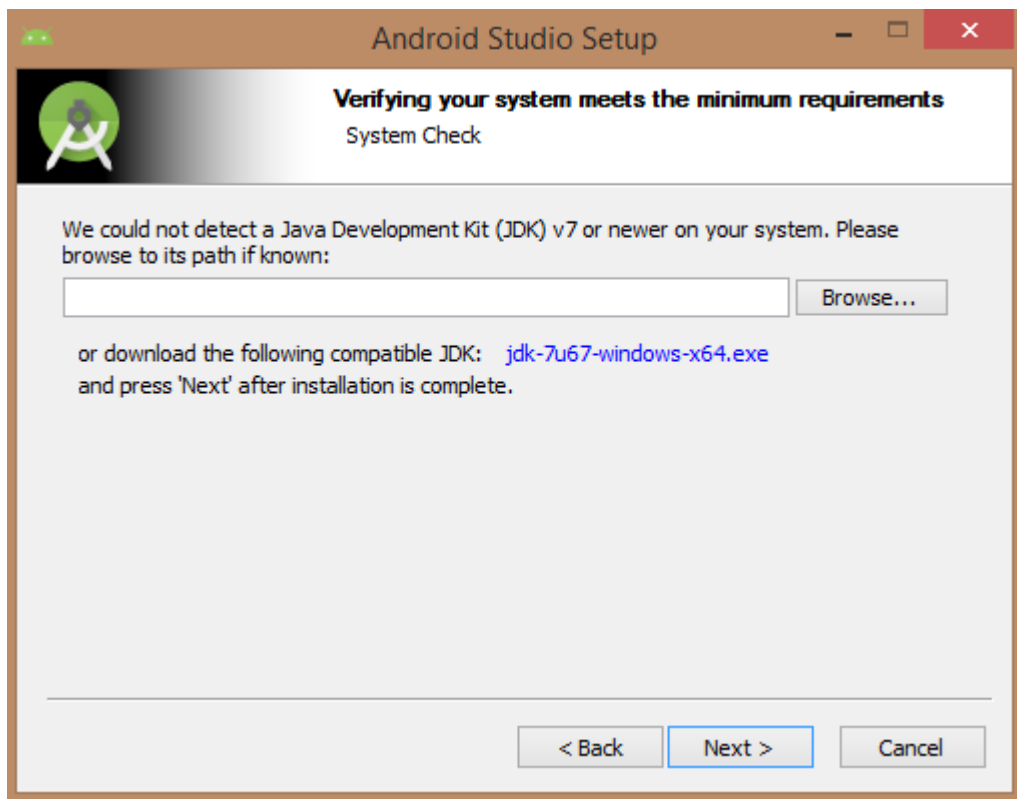 Android Studio Setup
Verifying your system meets the minimum requirements
System Check
We could not detect a Java Development Kit (JDK) v7 or newer on your system. Please
browse to its path if known:
Browse...
or download the following compatible JDK: jdk-7u67-windows-x64.exe
and press 'Next' after installation is complete.
< Back Next > Cancel